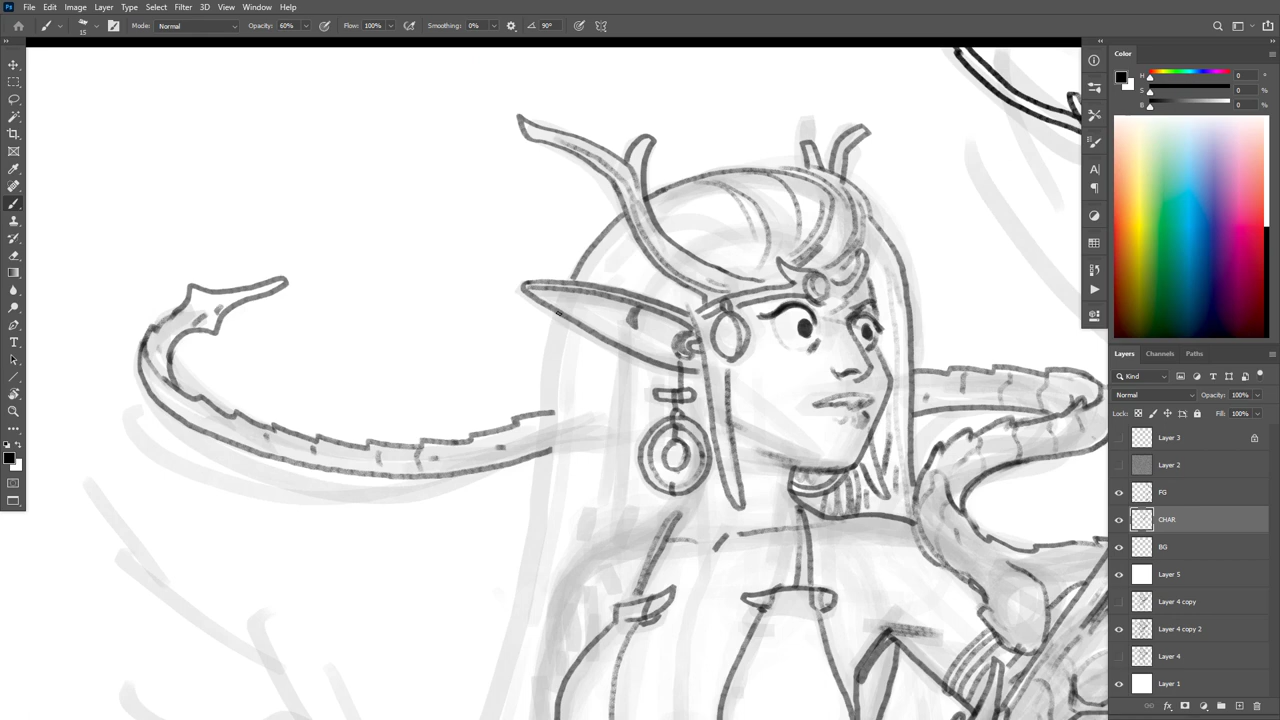 Ps File Edit Image Layer Type Select Filter 3D View Window Help
15 Mode: Normal Opacity: 60% Flow: 100% Smoothing: 0% 90°
Color
H 0 °
S 0 %
B 0 %
Layers Channels Paths
Kind
Normal Opacity: 100%
Lock: Fill: 100%
Layer 3
Layer 2
FG
CHAR
BG
Layer 5
Layer 4 copy
Layer 4 copy 2
Layer 4
Layer 1